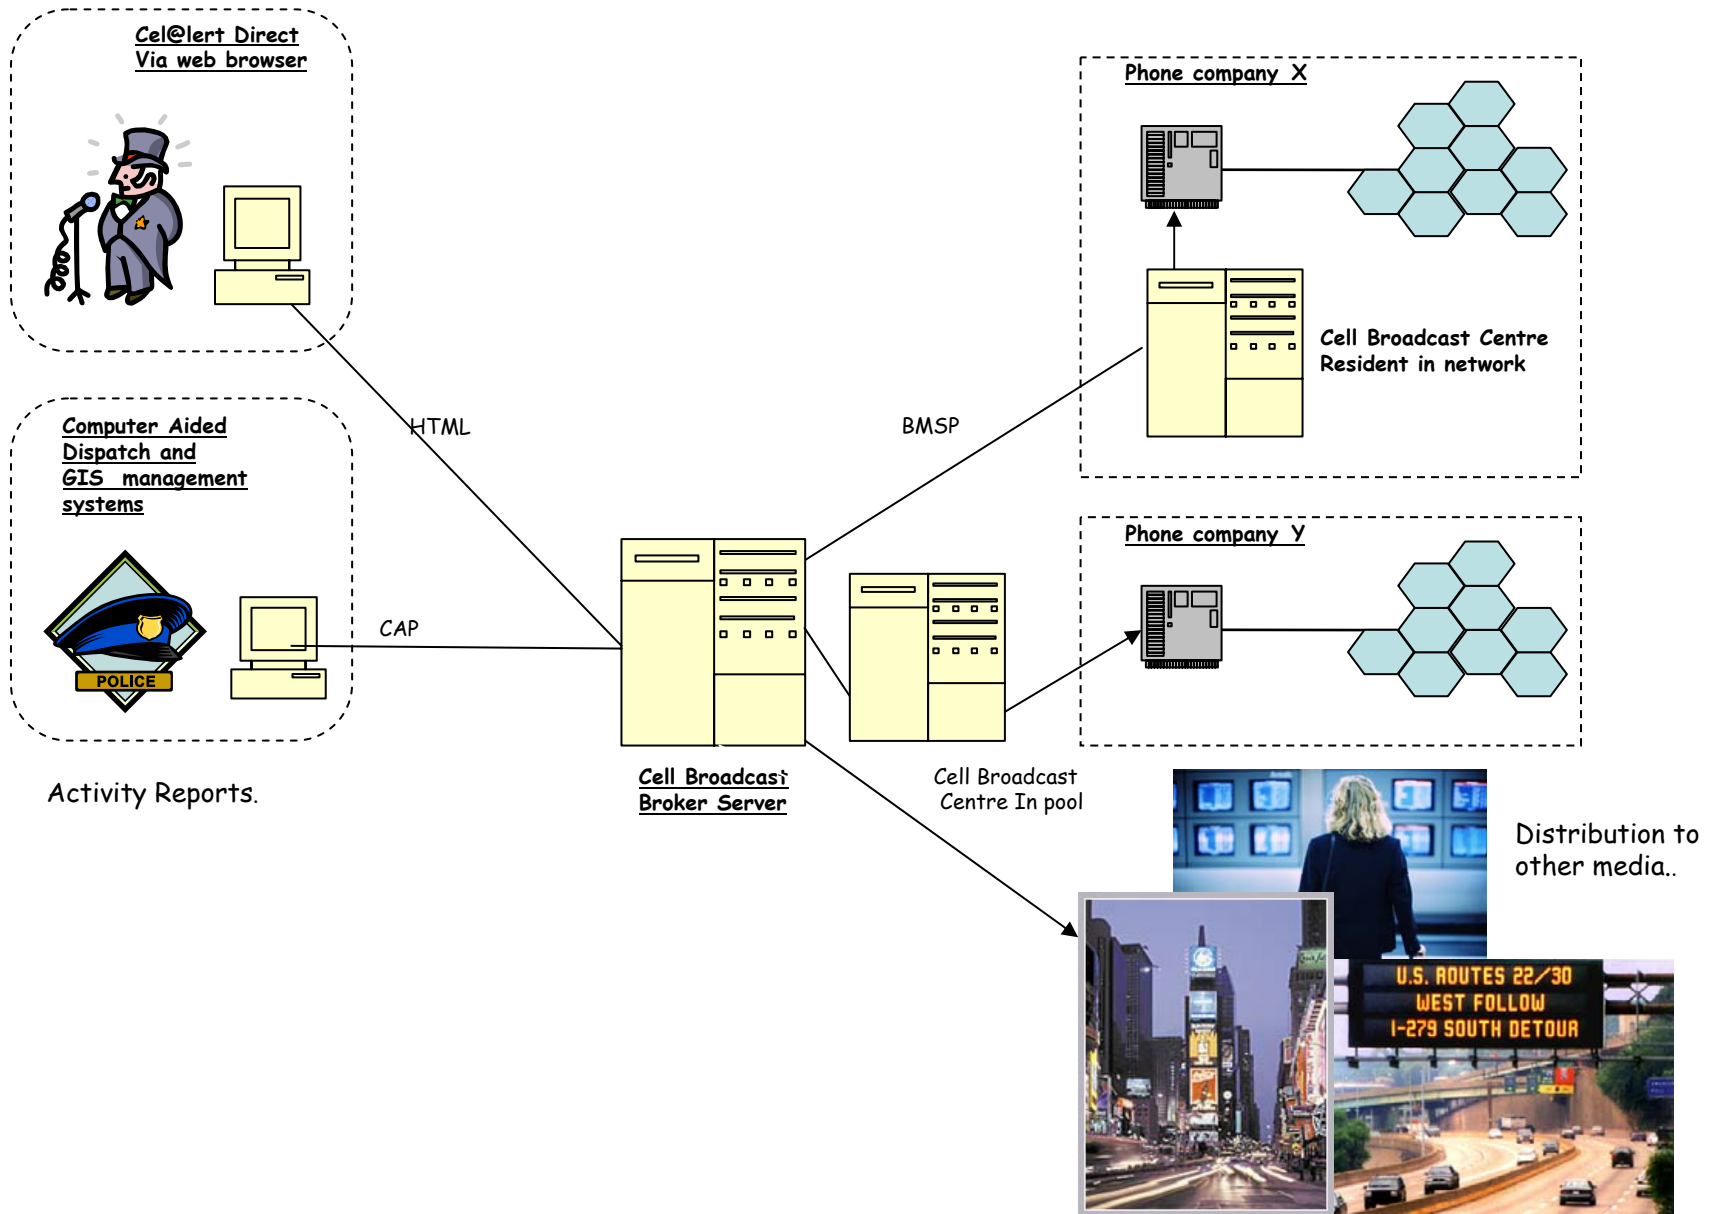 Cel@lert Direct
Via web browser
Phone company X
Cell Broadcast Centre
Resident in network
Computer Aided
Dispatch and
GIS management
systems
HTML
BMSP
Phone company Y
CAP
POLICE
Cell Broadcast
Broker Server
Cell Broadcast
Centre In pool
Activity Reports.
Distribution to
other media..
U.S. ROUTES 22/30
WEST FOLLOW
I-279 SOUTH DETOUR